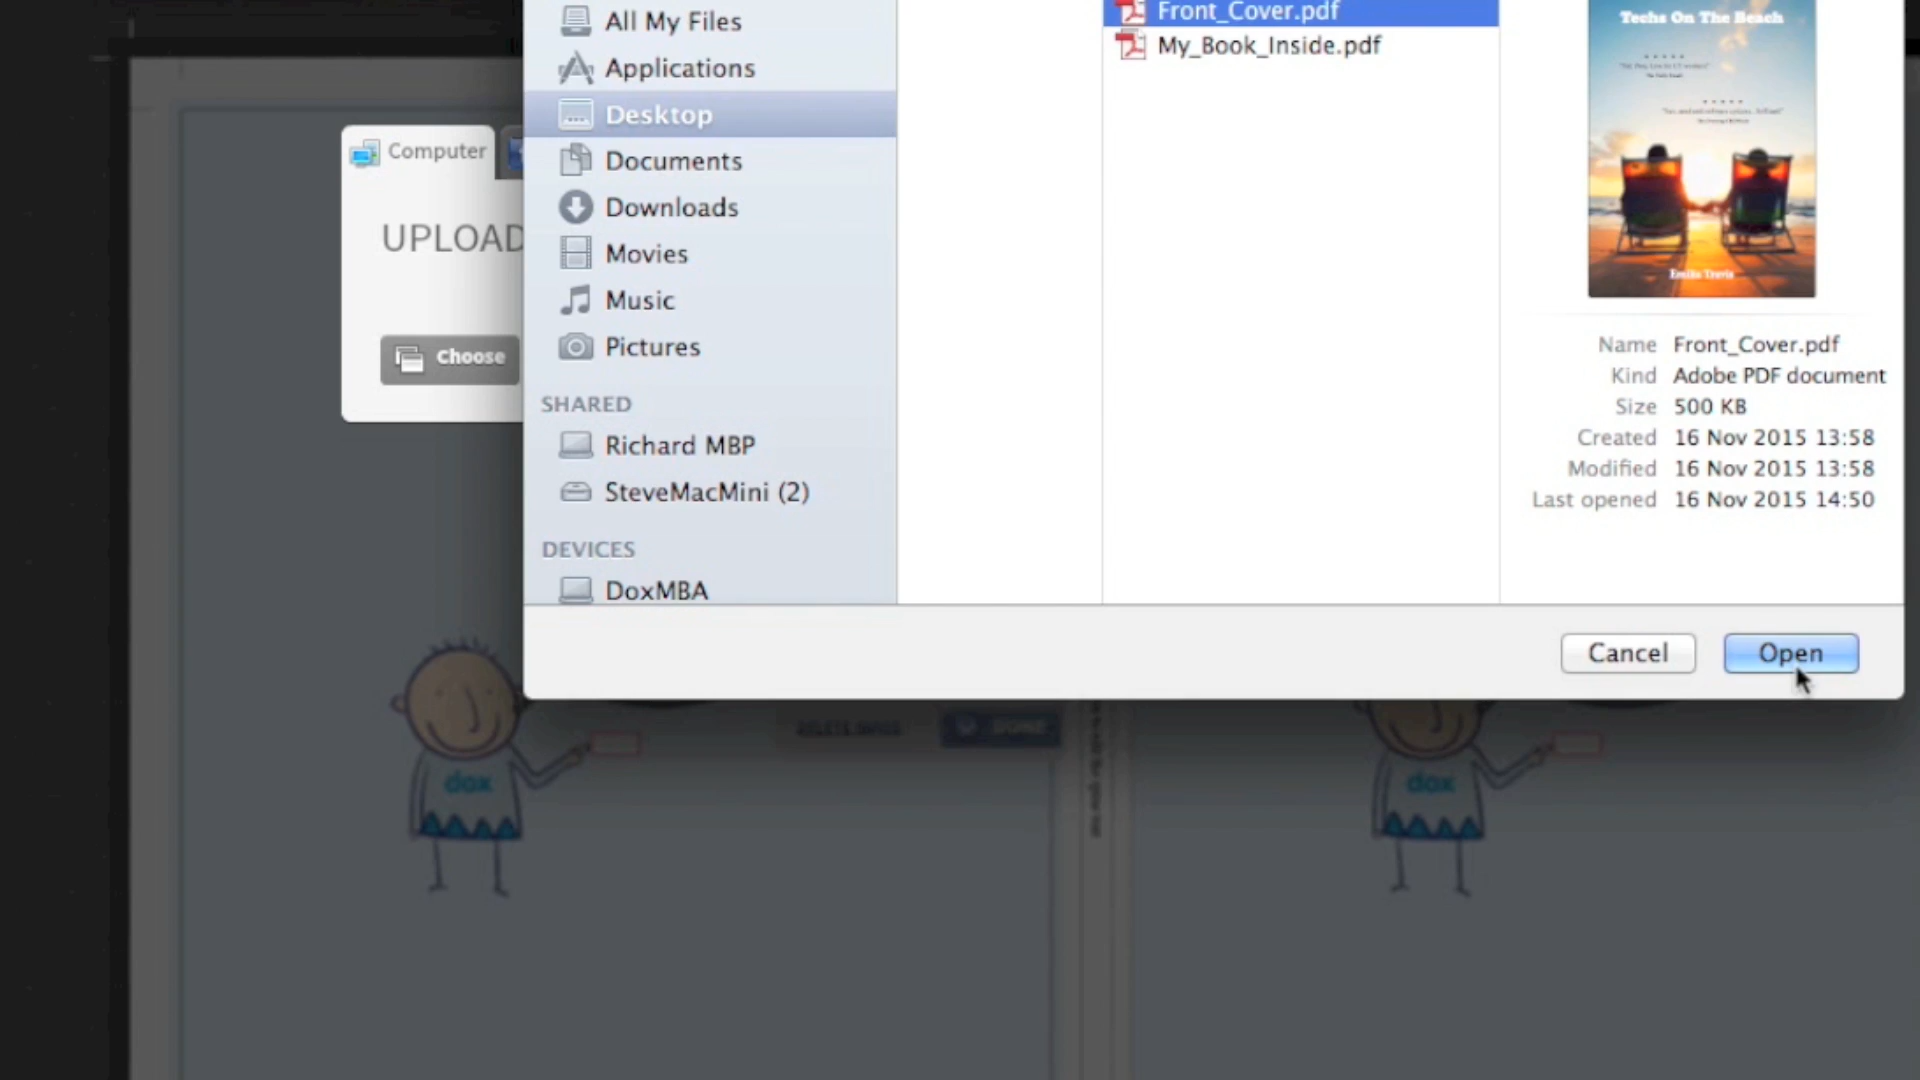 All My Files
Applications
Desktop
Documents
Downloads
Movies
Music
Pictures
SHARED
Richard MBP
SteveMacMini (2)
DEVICES
DoxMBA
Front_Cover.pdf
My_Book_Inside.pdf
Techs On The Beach
Emilio Travis
Name Front_Cover.pdf
Kind Adobe PDF document
Size 500 KB
Created 16 Nov 2015 13:58
Modified 16 Nov 2015 13:58
Last opened 16 Nov 2015 14:50
Cancel
Open
Computer
UPLOAD
Choose
DONE
dox
dox